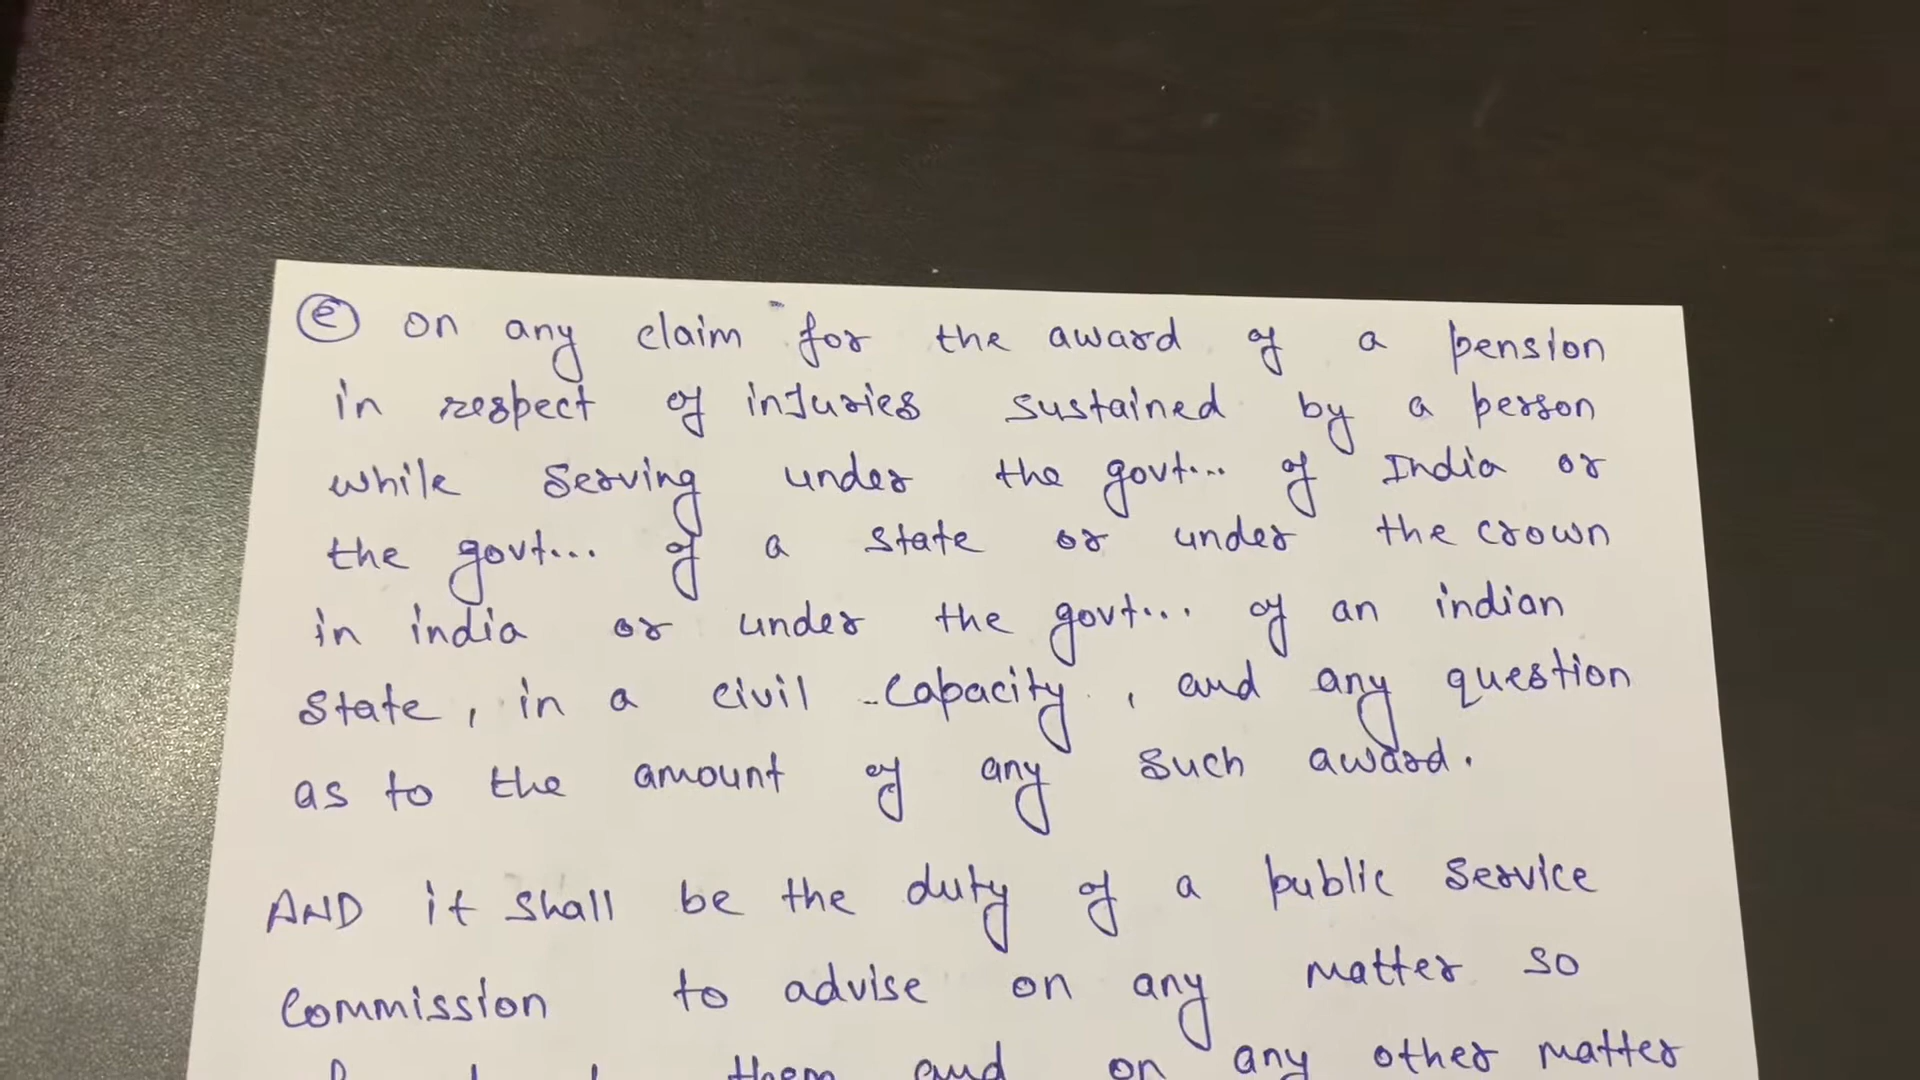 (e) on any claim for the award of a pension
in respect of injuries sustained by a person
while serving under the govt... of India or
the govt... of a state or under the crown
in india or under the govt... of an indian
state, in a civil capacity, and any question
as to the amount of any such award.
AND it shall be the duty of a public service
Commission to advise on any matter so
them and on any other matter